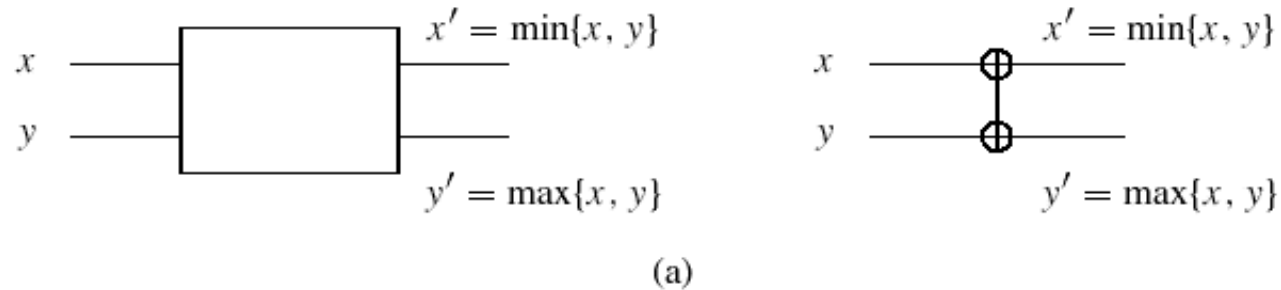 x′ = min{x, y}
x′ = min{x, y}
x
x
y
y
y′ = max{x, y}
y′ = max{x, y}
(a)